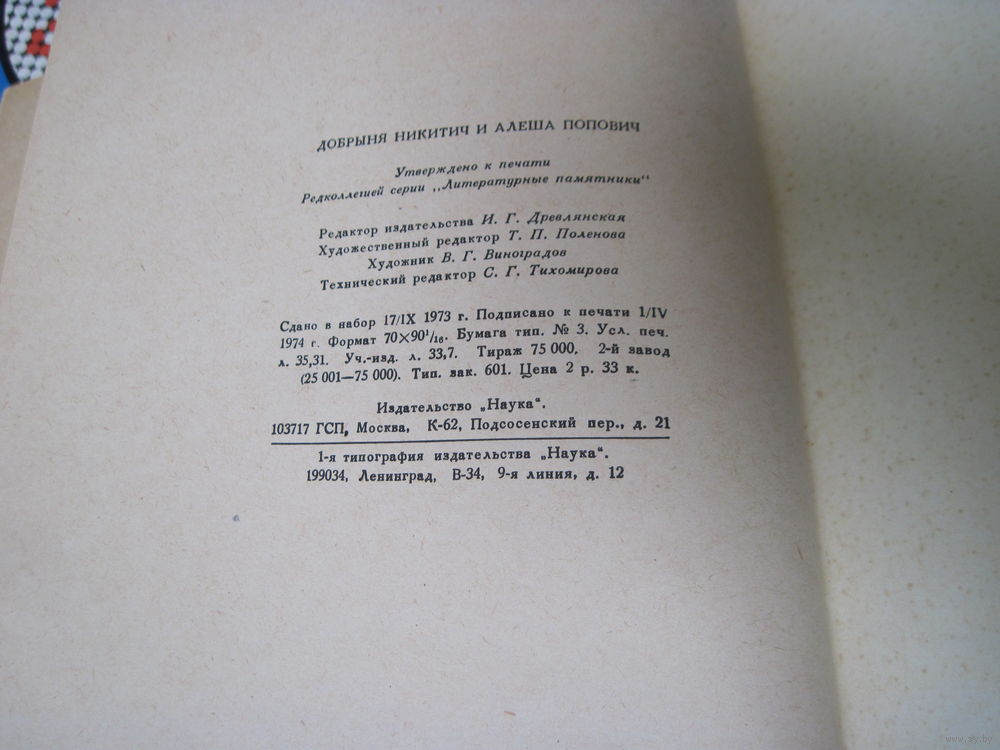 ДОБРЫНЯ НИКИТИЧ И АЛЕША ПОПОВИЧ
Утверждено к печати
Редколлегией серии „Литературные памятники“
Редактор издательства И. Г. Древлянская
Художественный редактор Т. П. Поленова
Художник В. Г. Виноградов
Технический редактор С. Г. Тихомирова
Сдано в набор 17/IX 1973 г. Подписано к печати 1/IV
1974 г. Формат 70×90¹/₁₆. Бумага тип. № 3. Усл. печ.
л. 35,31. Уч.-изд. л. 33,7. Тираж 75 000. 2-й завод
(25 001—75 000). Тип. зак. 601. Цена 2 р. 33 к.
Издательство „Наука“.
103717 ГСП, Москва, К-62, Подсосенский пер., д. 21
1-я типография издательства „Наука“.
199034, Ленинград, В-34, 9-я линия, д. 12